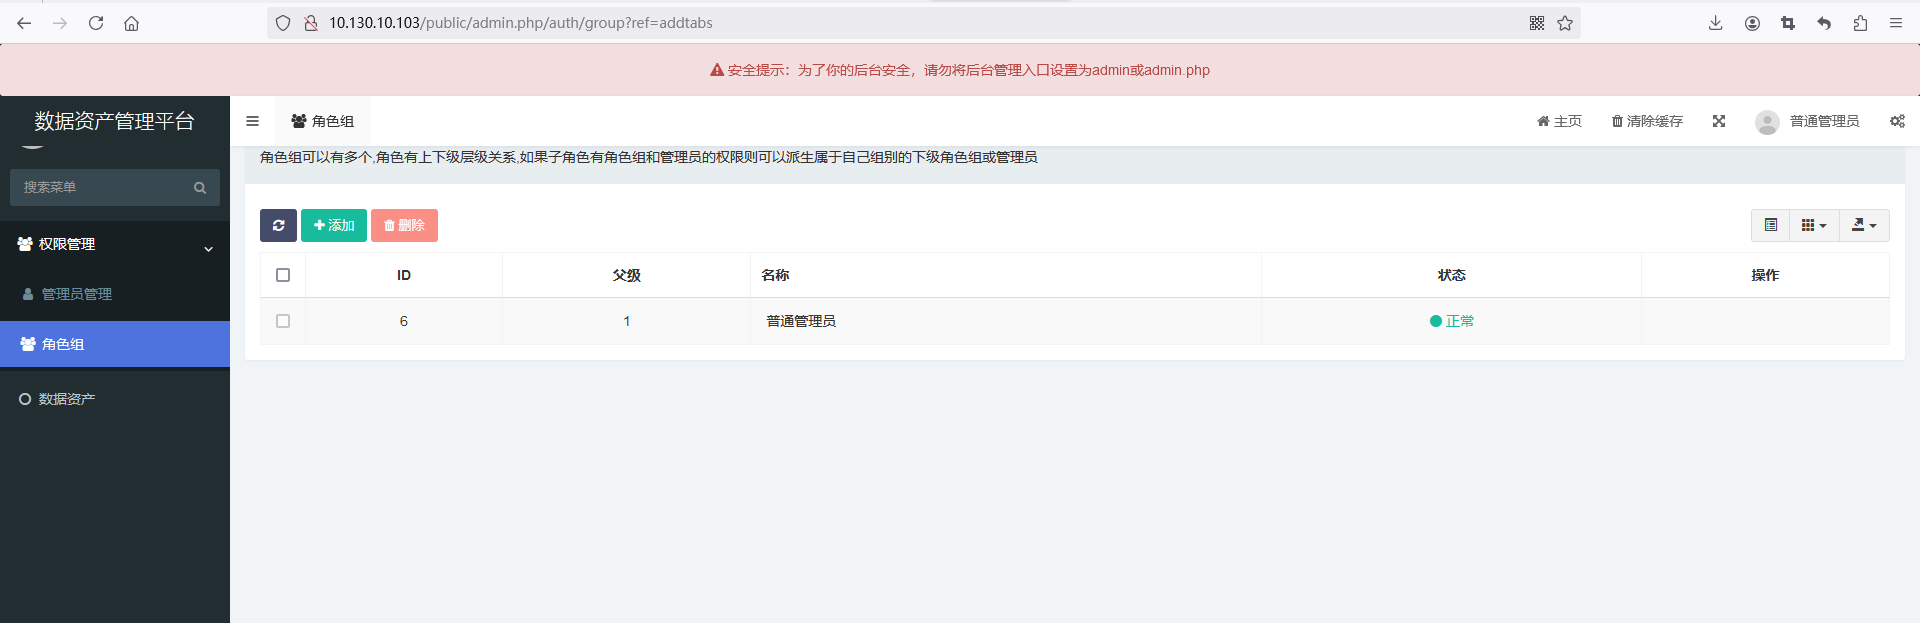 10.130.10.103/public/admin.php/auth/group?ref=addtabs
安全提示：为了你的后台安全，请勿将后台管理入口设置为admin或admin.php
数据资产管理平台
角色组
主页
清除缓存
普通管理员
角色组可以有多个,角色有上下级层级关系,如果子角色有角色组和管理员的权限则可以派生属于自己组别的下级角色组或管理员
搜索菜单
权限管理
管理员管理
角色组
数据资产
添加
删除
ID 父级 名称 状态 操作
6 1 普通管理员 正常